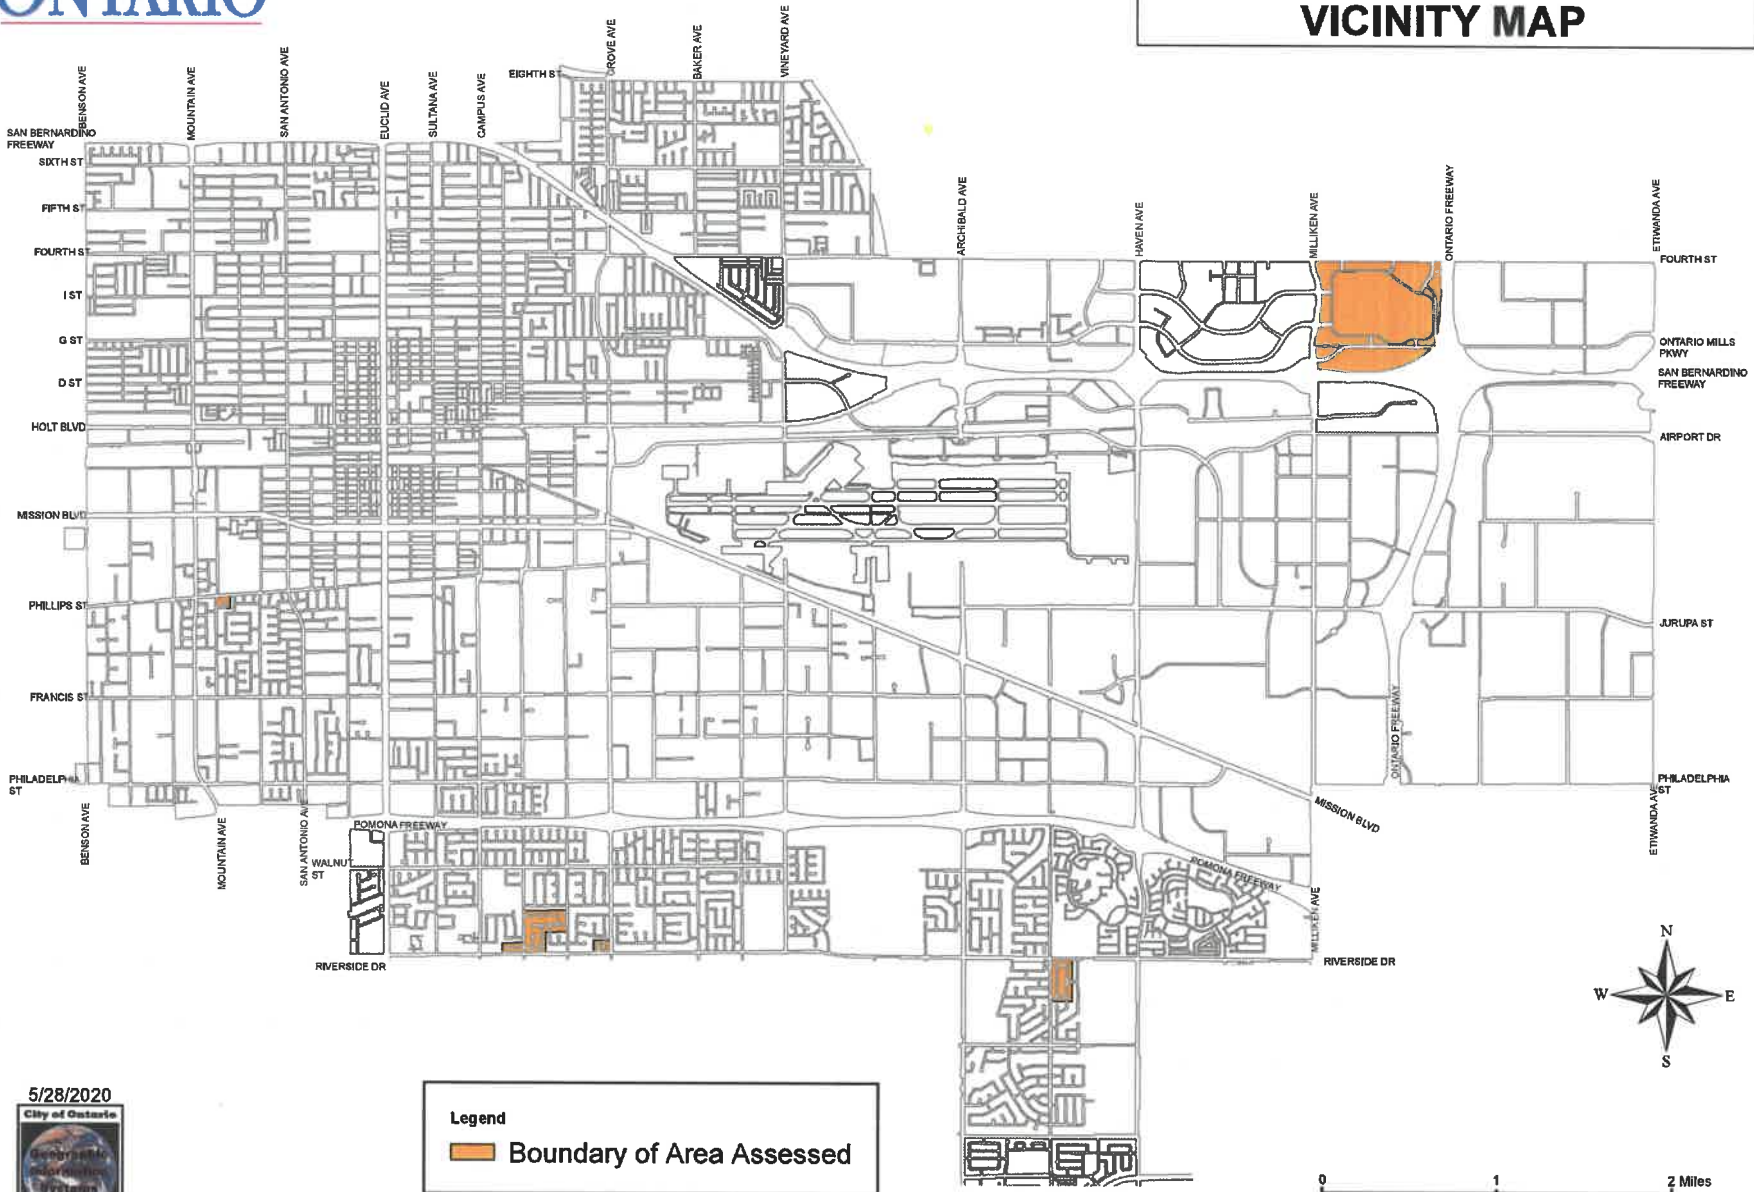 ONTARIO
VICINITY MAP
BENSON AVE
MOUNTAIN AVE
SAN ANTONIO AVE
EUCLID AVE
SULTANA AVE
CAMPUS AVE
EIGHTH ST
GROVE AVE
BAKER AVE
VINEYARD AVE
SAN BERNARDINO
FREEWAY
SIXTH ST
FIFTH ST
FOURTH ST
I ST
G ST
D ST
HOLT BLVD
MISSION BLVD
PHILLIPS ST
FRANCIS ST
PHILADELPHIA
ST
ARCHIBALD AVE
HAVEN AVE
MILLIKEN AVE
ONTARIO FREEWAY
ETIWANDA AVE
FOURTH ST
ONTARIO MILLS
PKWY
SAN BERNARDINO
FREEWAY
AIRPORT DR
JURUPA ST
ONTARIO FREEWAY
PHILADELPHIA
ST
ETIWANDA AVE
MISSION BLVD
BENSON AVE
MOUNTAIN AVE
SAN ANTONIO AVE
POMONA FREEWAY
WALNUT
ST
POMONA FREEWAY
MILLIKEN AVE
RIVERSIDE DR
RIVERSIDE DR
N
W E
S
5/28/2020
City of Ontario
Geographic
Information
Systems
Legend
Boundary of Area Assessed
0 1 2 Miles